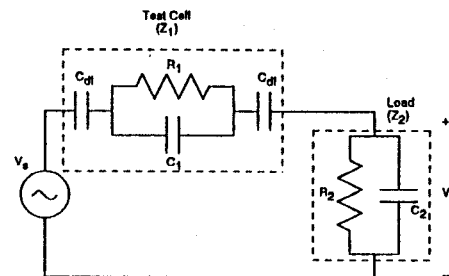 Test Cell
(Z1)
R1
Cdl
Cdl
C1
Load
(Z2)
+
Vs
R2
C2
V
−